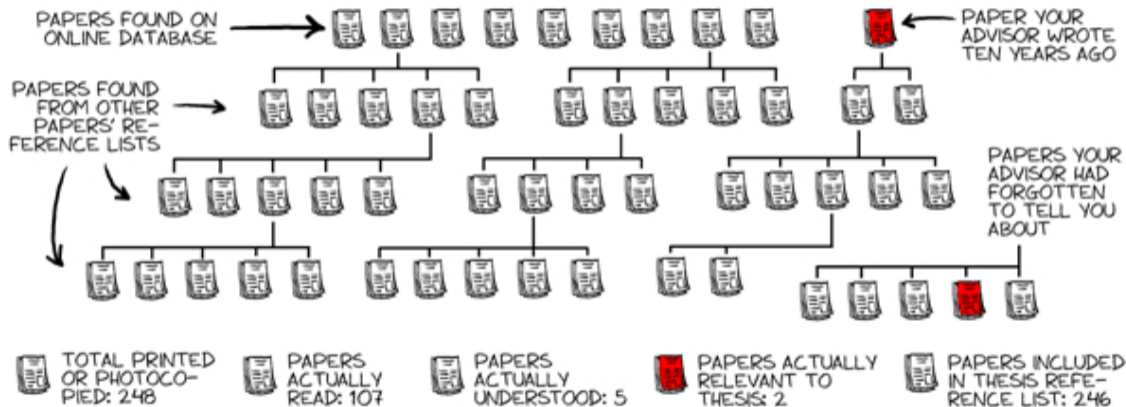 PAPERS FOUND ON
ONLINE DATABASE
PAPER YOUR
ADVISOR WROTE
TEN YEARS AGO
PAPERS FOUND
FROM OTHER
PAPERS' RE-
FERENCE LISTS
PAPERS YOUR
ADVISOR HAD
FORGOTTEN
TO TELL YOU
ABOUT
TOTAL PRINTED
OR PHOTOCO-
PIED: 248
PAPERS
ACTUALLY
READ: 107
PAPERS
ACTUALLY
UNDERSTOOD: 5
PAPERS ACTUALLY
RELEVANT TO
THESIS: 2
PAPERS INCLUDED
IN THESIS REFE-
RENCE LIST: 246